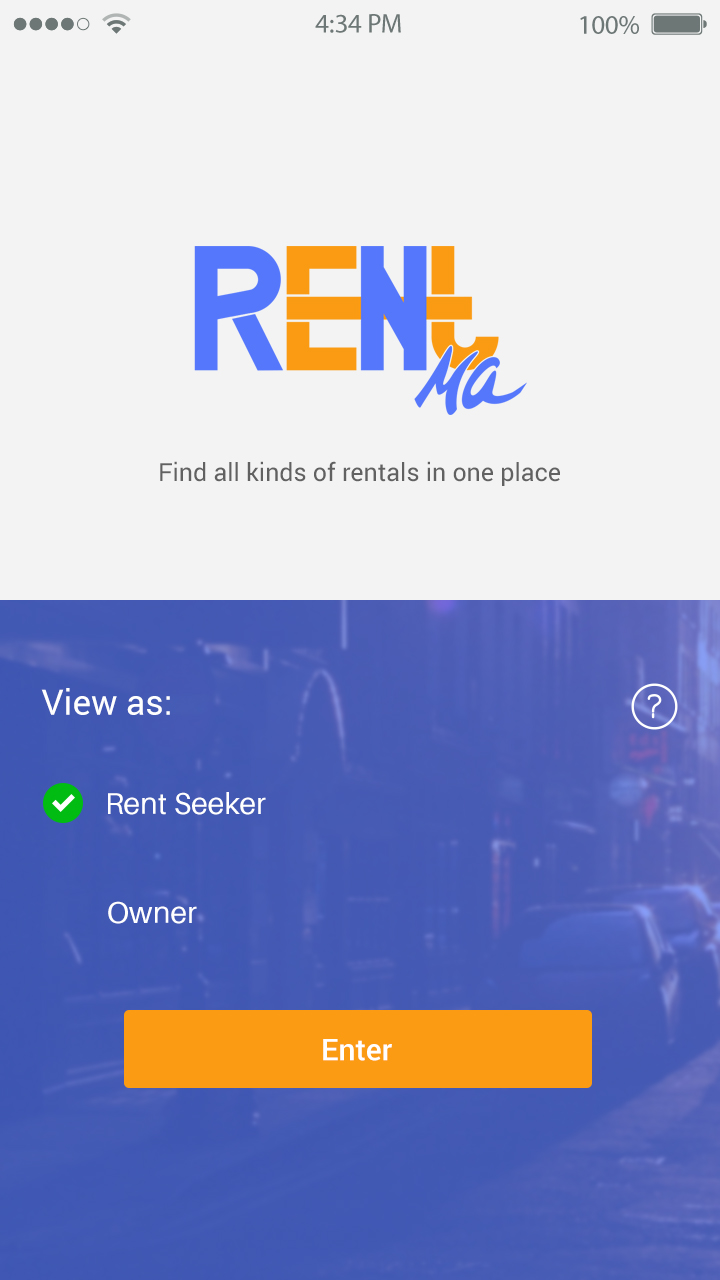 4:34 PM 100%
RENt
Ma
Find all kinds of rentals in one place
View as: ?
Rent Seeker
Owner
Enter